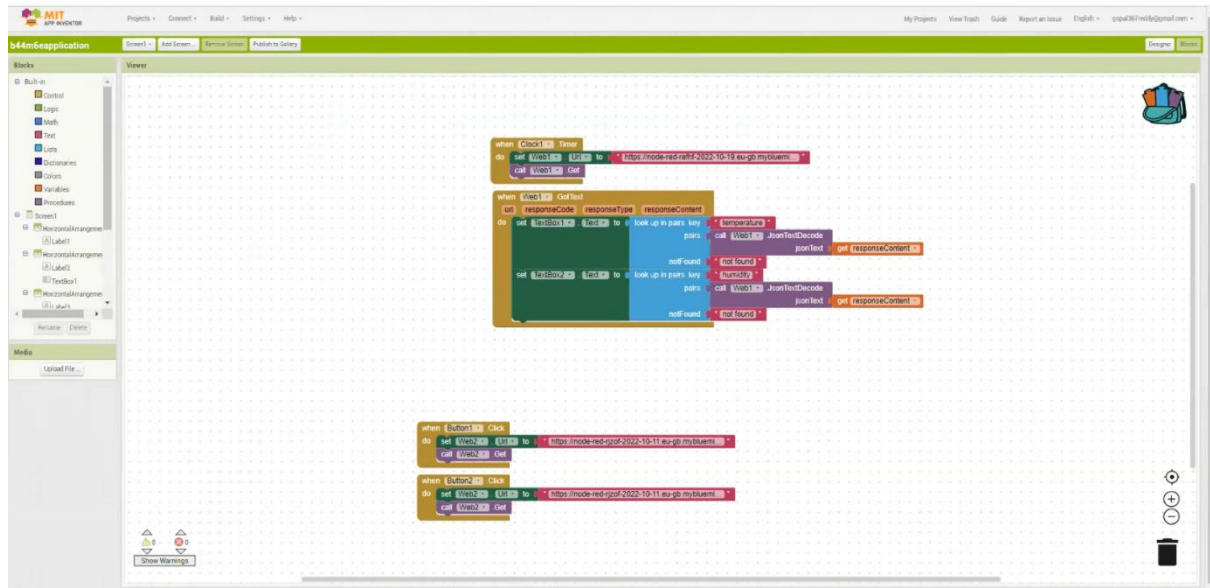 MIT
APP INVENTOR
Projects Connect Build Settings Help
My Projects View Trash Guide Report an Issue English gopal367reddy@gmail.com
b44m6eapplication
Screen1 Add Screen... Remove Screen Publish to Gallery
Designer Blocks
Blocks
Viewer
Built-in
Control
Logic
Math
Text
Lists
Dictionaries
Colors
Variables
Procedures
Screen1
HorizontalArrangeme
Label1
HorizontalArrangeme
Label2
TextBox1
HorizontalArrangeme
Label3
Rename Delete
Media
Upload File ...
when Clock1 .Timer
do set Web1 . Url to " https://node-red-refhf-2022-10-19.eu-gb.mybluemi... "
call Web1 .Get
when Web1 .GotText
url responseCode responseType responseContent
do set TextBox1 . Text to look up in pairs key " temperature "
pairs call Web1 .JsonTextDecode
jsonText get responseContent
notFound " not found "
set TextBox2 . Text to look up in pairs key " humidity "
pairs call Web1 .JsonTextDecode
jsonText get responseContent
notFound " not found "
when Button1 .Click
do set Web2 . Url to " https://node-red-rjzof-2022-10-11.eu-gb.mybluemi... "
call Web2 .Get
when Button2 .Click
do set Web2 . Url to " https://node-red-rjzof-2022-10-11.eu-gb.mybluemi... "
call Web2 .Get
0 0
Show Warnings